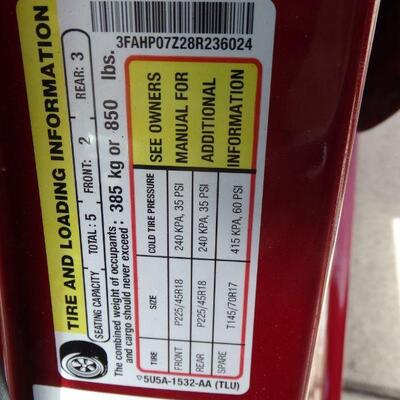 3FAHP07Z28R236024
TIRE AND LOADING INFORMATION
SEATING CAPACITY TOTAL: 5 FRONT: 2 REAR: 3
The combined weight of occupants and cargo should never exceed : 385 kg or 850 lbs.
TIRE SIZE COLD TIRE PRESSURE SEE OWNERS
FRONT P225/45R18 240 KPA, 35 PSI MANUAL FOR
REAR P225/45R18 240 KPA, 35 PSI ADDITIONAL
SPARE T145/70R17 415 KPA, 60 PSI INFORMATION
5U5A-1532-AA (TLU)